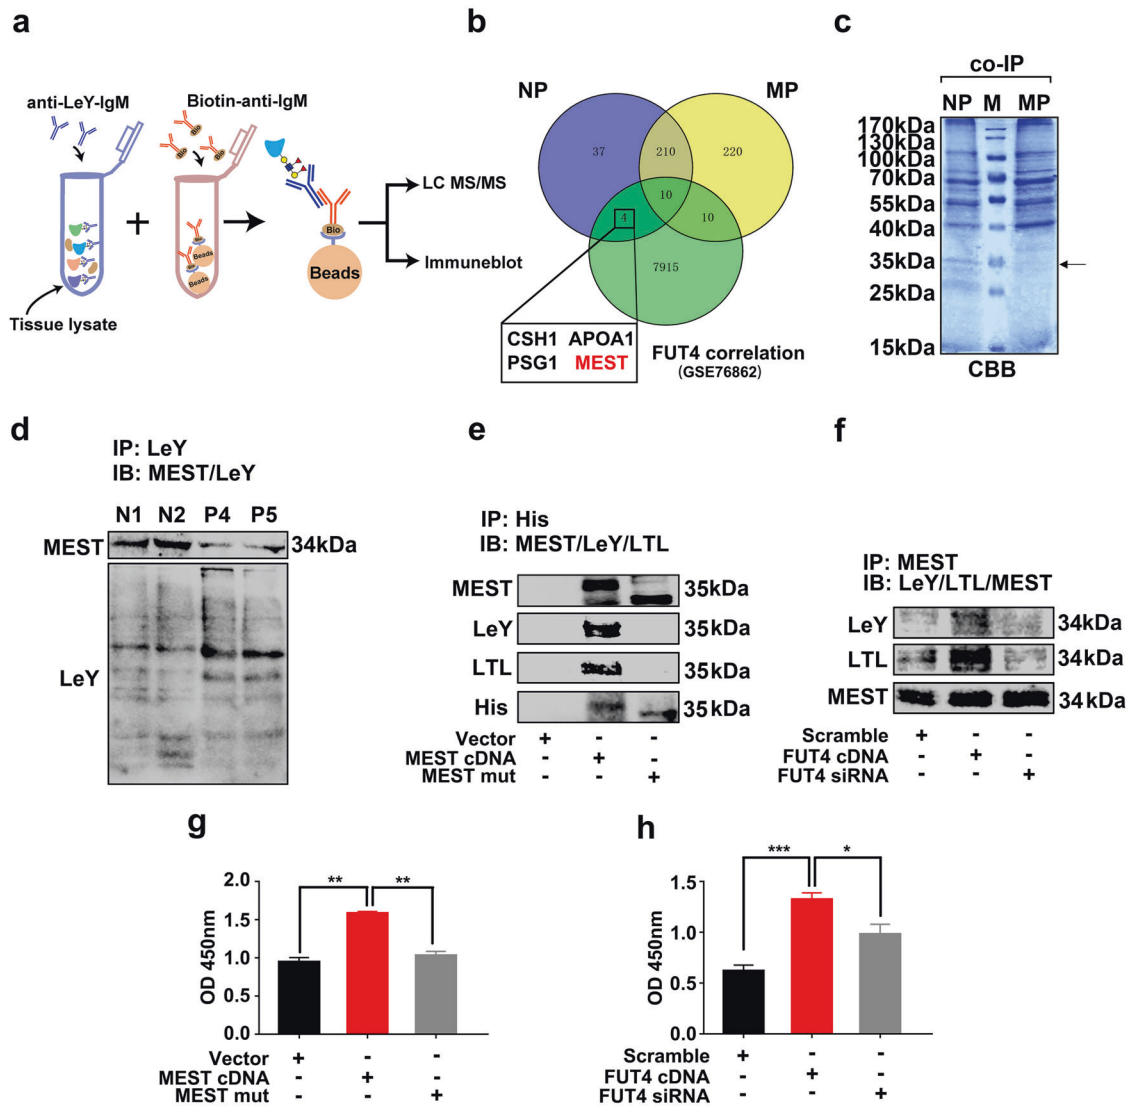 a
anti-LeY-IgM
Biotin-anti-IgM
Bio
Bio
Bio
Bio
Bio
Beads
Beads
Tissue lysate
+
Bio
Beads
LC MS/MS
Immuneblot
b
NP
MP
37
210
220
10
4
10
7915
CSH1 APOA1
PSG1 MEST
FUT4 correlation
(GSE76862)
c
co-IP
NP M MP
170kDa
130kDa
100kDa
70kDa
55kDa
40kDa
35kDa
25kDa
15kDa
CBB
d
IP: LeY
IB: MEST/LeY
N1 N2 P4 P5
MEST 34kDa
LeY
e
IP: His
IB: MEST/LeY/LTL
MEST 35kDa
LeY 35kDa
LTL 35kDa
His 35kDa
Vector + - -
MEST cDNA - + -
MEST mut - - +
f
IP: MEST
IB: LeY/LTL/MEST
LeY 34kDa
LTL 34kDa
MEST 34kDa
Scramble + - -
FUT4 cDNA - + -
FUT4 siRNA - - +
g
OD 450nm
2.0
1.5
1.0
0.5
0.0
** **
Vector + - -
MEST cDNA - + -
MEST mut - - +
h
OD 450nm
1.5
1.0
0.5
0.0
*** *
Scramble + - -
FUT4 cDNA - + -
FUT4 siRNA - - +